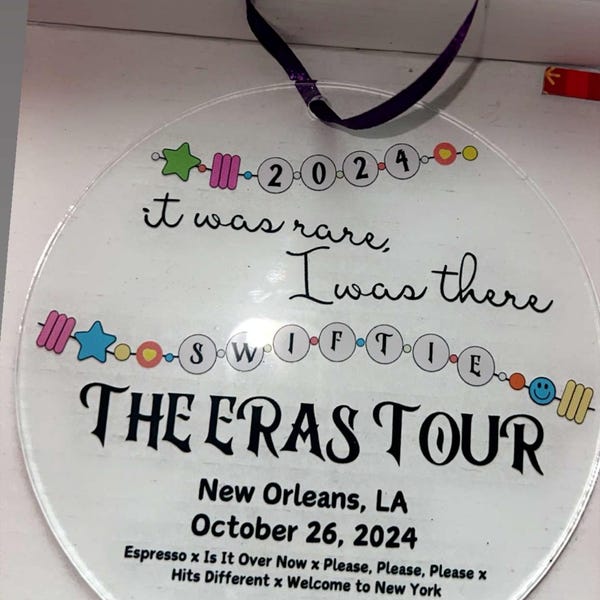 2024
it was rare,
I was there
SWIFTIE
THE ERAS TOUR
New Orleans, LA
October 26, 2024
Espresso x Is It Over Now x Please, Please, Please x
Hits Different x Welcome to New York